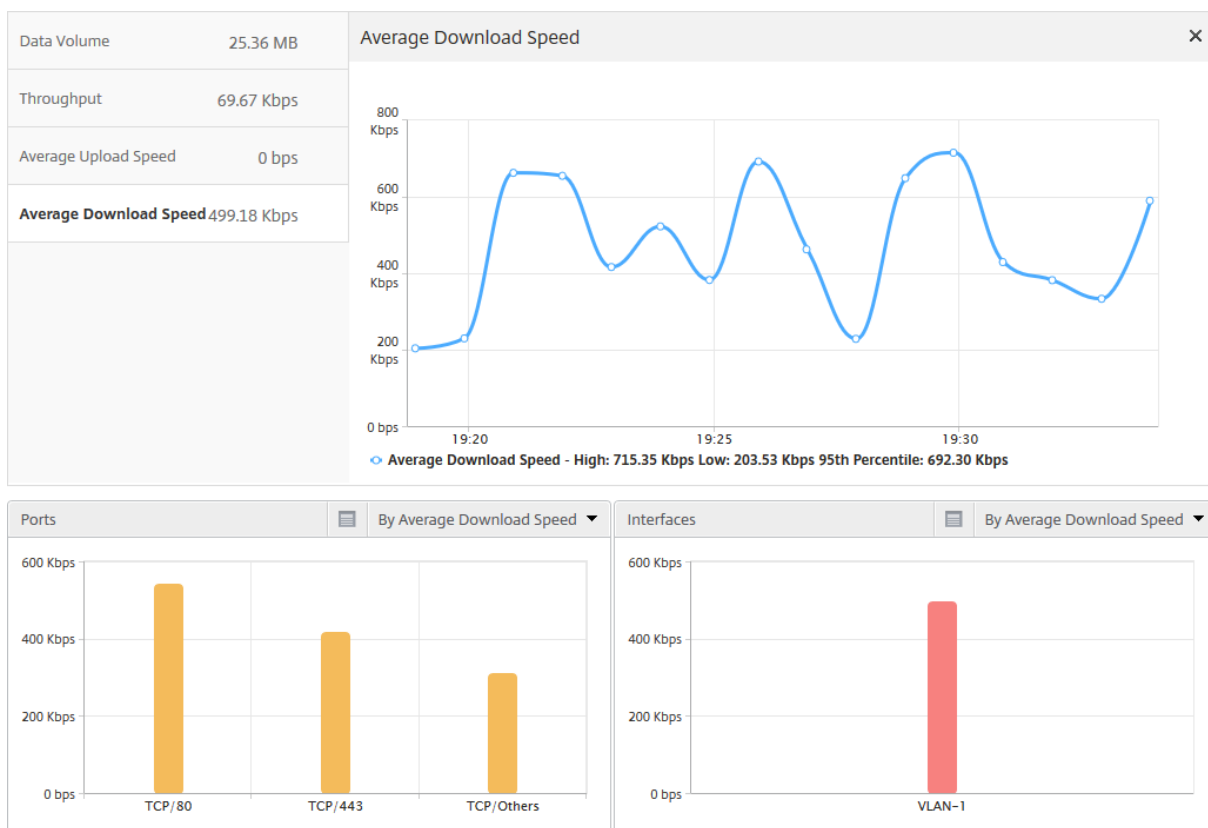 Data Volume 25.36 MB
Throughput 69.67 Kbps
Average Upload Speed 0 bps
Average Download Speed 499.18 Kbps
Average Download Speed ×
800
Kbps
600
Kbps
400
Kbps
200
Kbps
0 bps
19:20 19:25 19:30
Average Download Speed - High: 715.35 Kbps Low: 203.53 Kbps 95th Percentile: 692.30 Kbps
Ports By Average Download Speed
600 Kbps
400 Kbps
200 Kbps
0 bps
TCP/80 TCP/443 TCP/Others
Interfaces By Average Download Speed
600 Kbps
400 Kbps
200 Kbps
0 bps
VLAN-1